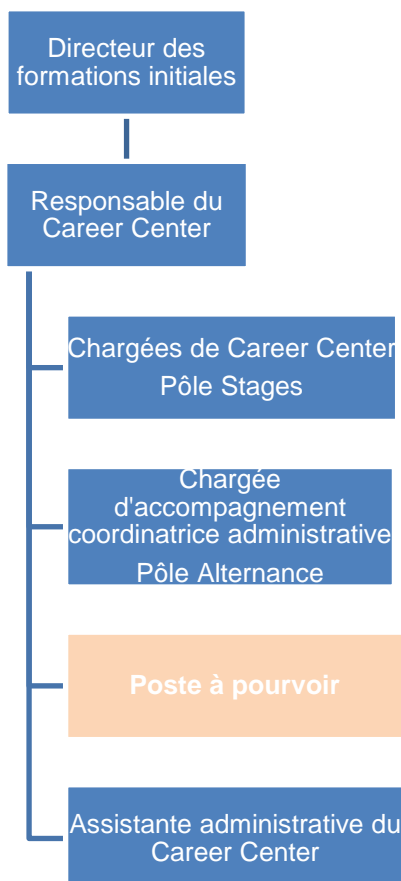 Directeur des
formations initiales
Responsable du
Career Center
Chargées de Career Center
Pôle Stages
Chargée
d'accompagnement
coordinatrice administrative
Pôle Alternance
Poste à pourvoir
Assistante administrative du
Career Center